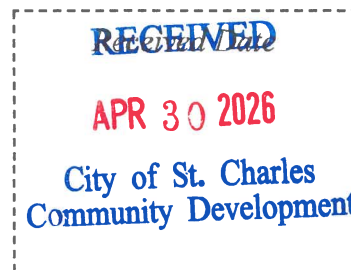 RECEIVED
Received Date
APR 30 2026
City of St. Charles
Community Development